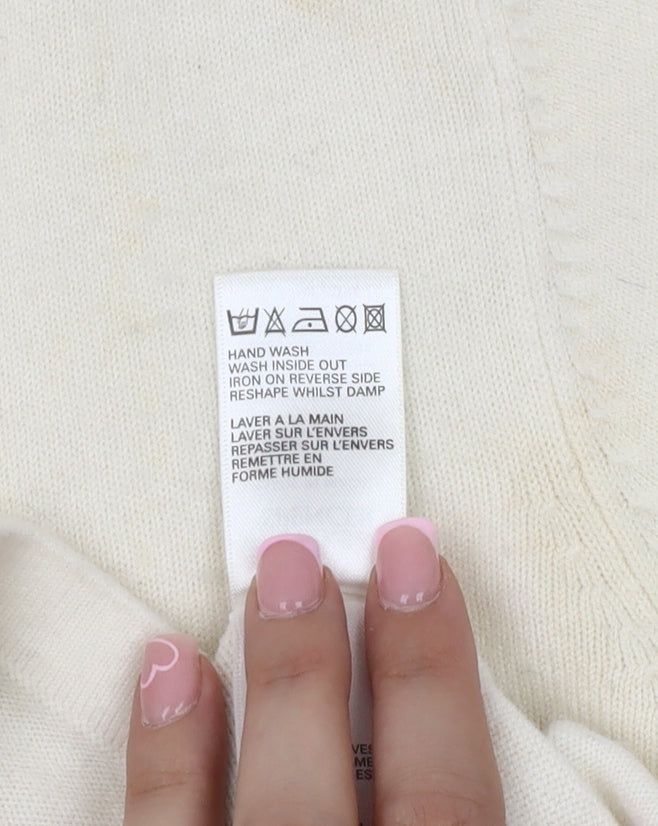 HAND WASH
WASH INSIDE OUT
IRON ON REVERSE SIDE
RESHAPE WHILST DAMP
LAVER A LA MAIN
LAVER SUR L'ENVERS
REPASSER SUR L'ENVERS
REMETTRE EN
FORME HUMIDE